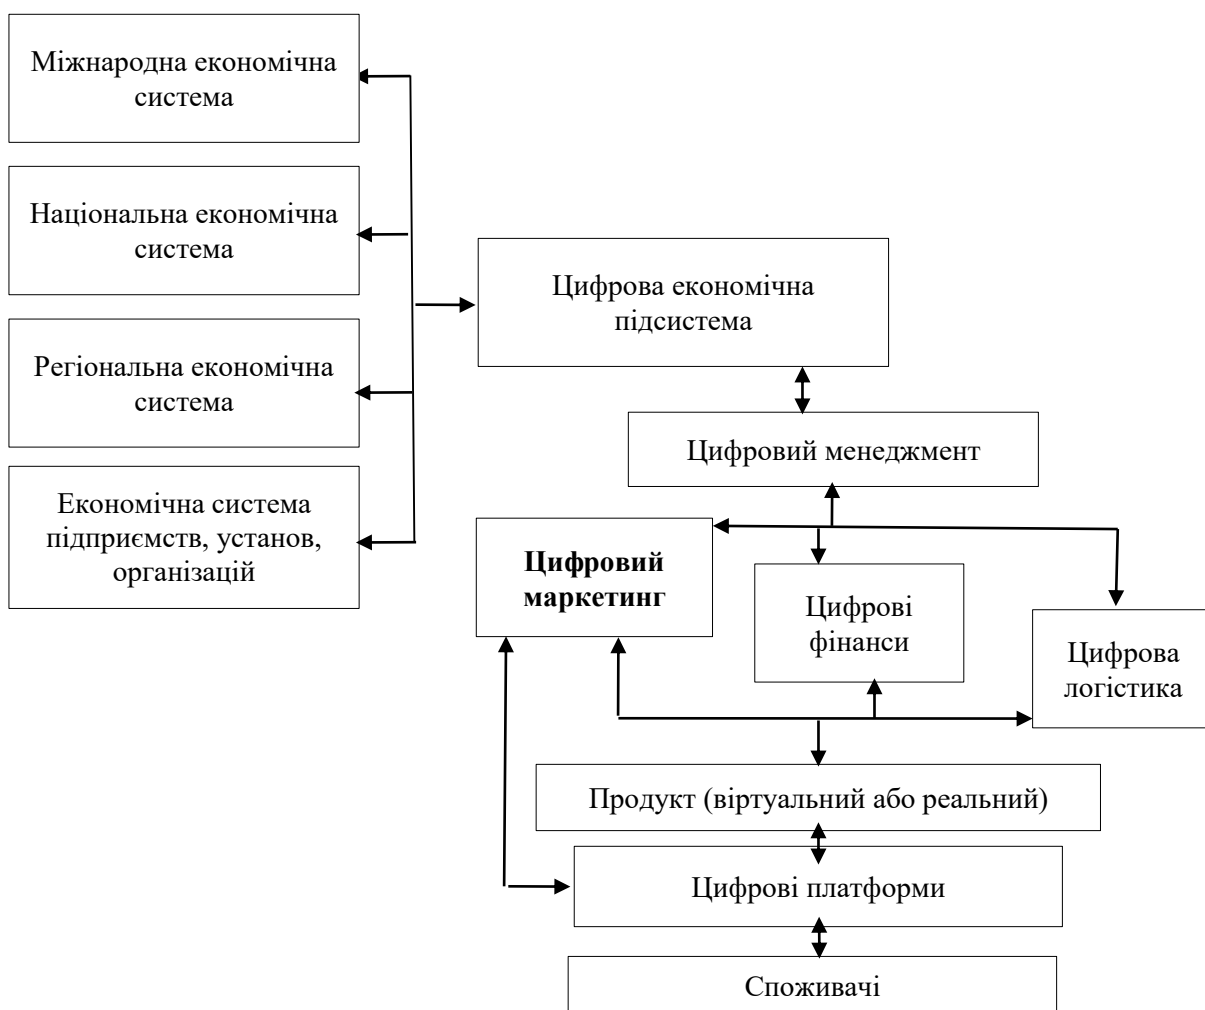 Міжнародна економічна
система
Національна економічна
система
Регіональна економічна
система
Економічна система
підприємств, установ,
організацій
Цифрова економічна
підсистема
Цифровий менеджмент
Цифровий
маркетинг
Цифрові
фінанси
Цифрова
логістика
Продукт (віртуальний або реальний)
Цифрові платформи
Споживачі